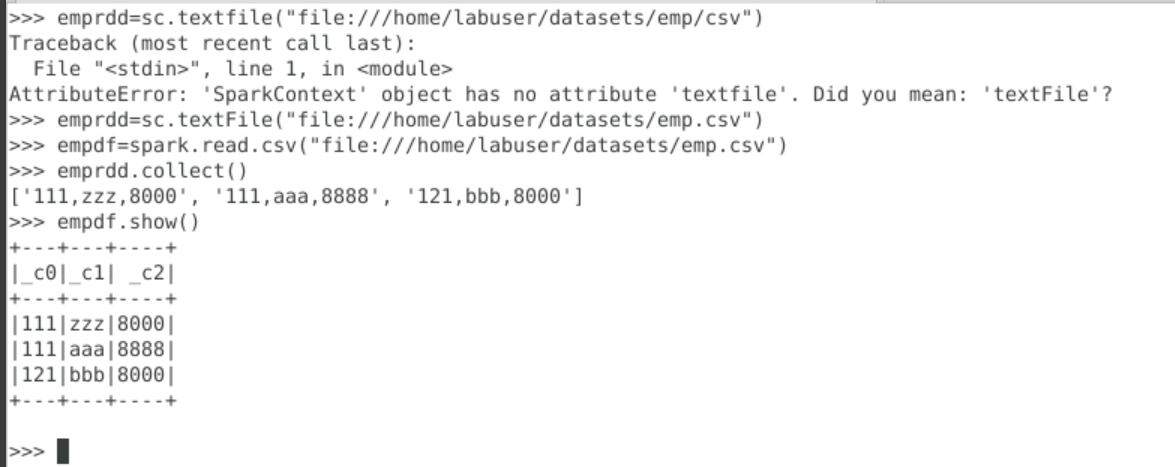 >>> emprdd=sc.textfile("file:///home/labuser/datasets/emp/csv")
Traceback (most recent call last):
  File "<stdin>", line 1, in <module>
AttributeError: 'SparkContext' object has no attribute 'textfile'. Did you mean: 'textFile'?
>>> emprdd=sc.textFile("file:///home/labuser/datasets/emp.csv")
>>> empdf=spark.read.csv("file:///home/labuser/datasets/emp.csv")
>>> emprdd.collect()
['111,zzz,8000', '111,aaa,8888', '121,bbb,8000']
>>> empdf.show()
+---+---+----+
|_c0|_c1| _c2|
+---+---+----+
|111|zzz|8000|
|111|aaa|8888|
|121|bbb|8000|
+---+---+----+
>>>